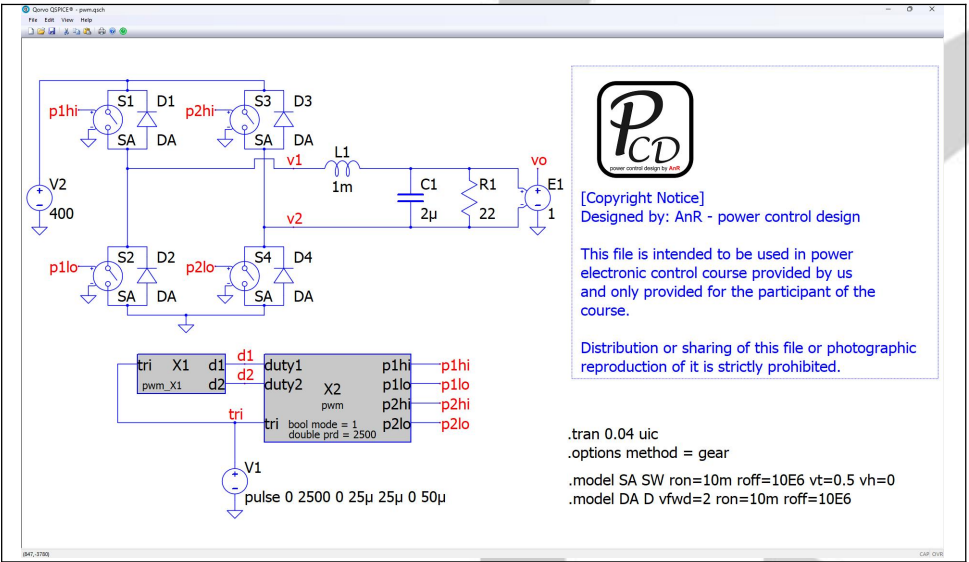 Qorvo QSPICE® - pwm.qsch
File Edit View Help
S1 D1
p1hi
SA DA
S3 D3
p2hi
SA DA
v1
L1
1m
vo
V2
400
C1
2µ
R1
22
E1
1
v2
S2 D2
p1lo
SA DA
S4 D4
p2lo
SA DA
PCD
power control design by AnR
[Copyright Notice]
Designed by: AnR - power control design
This file is intended to be used in power
electronic control course provided by us
and only provided for the participant of the
course.
Distribution or sharing of this file or photographic
reproduction of it is strictly prohibited.
tri X1 d1
pwm_X1 d2
d1
d2
tri
duty1 p1hi p1hi
duty2 X2 p1lo p1lo
pwm p2hi p2hi
tri bool mode = 1 p2lo p2lo
double prd = 2500
V1
pulse 0 2500 0 25µ 25µ 0 50µ
.tran 0.04 uic
.options method = gear
.model SA SW ron=10m roff=10E6 vt=0.5 vh=0
.model DA D vfwd=2 ron=10m roff=10E6
(847,-3780)
CAP OVR